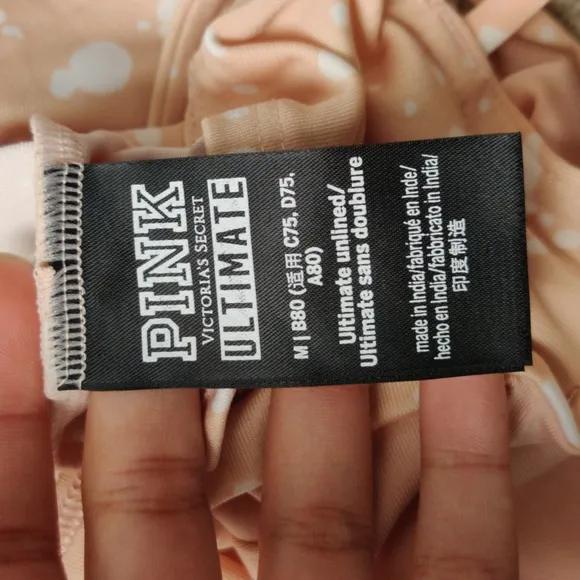 PINK
VICTORIA'S SECRET
ULTIMATE
M | B80 (适用 C75, D75,
A80)
Ultimate unlined/
Ultimate sans doublure
made in India/fabriqué en Inde/
hecho en India/fabbricato in India/
印度制造